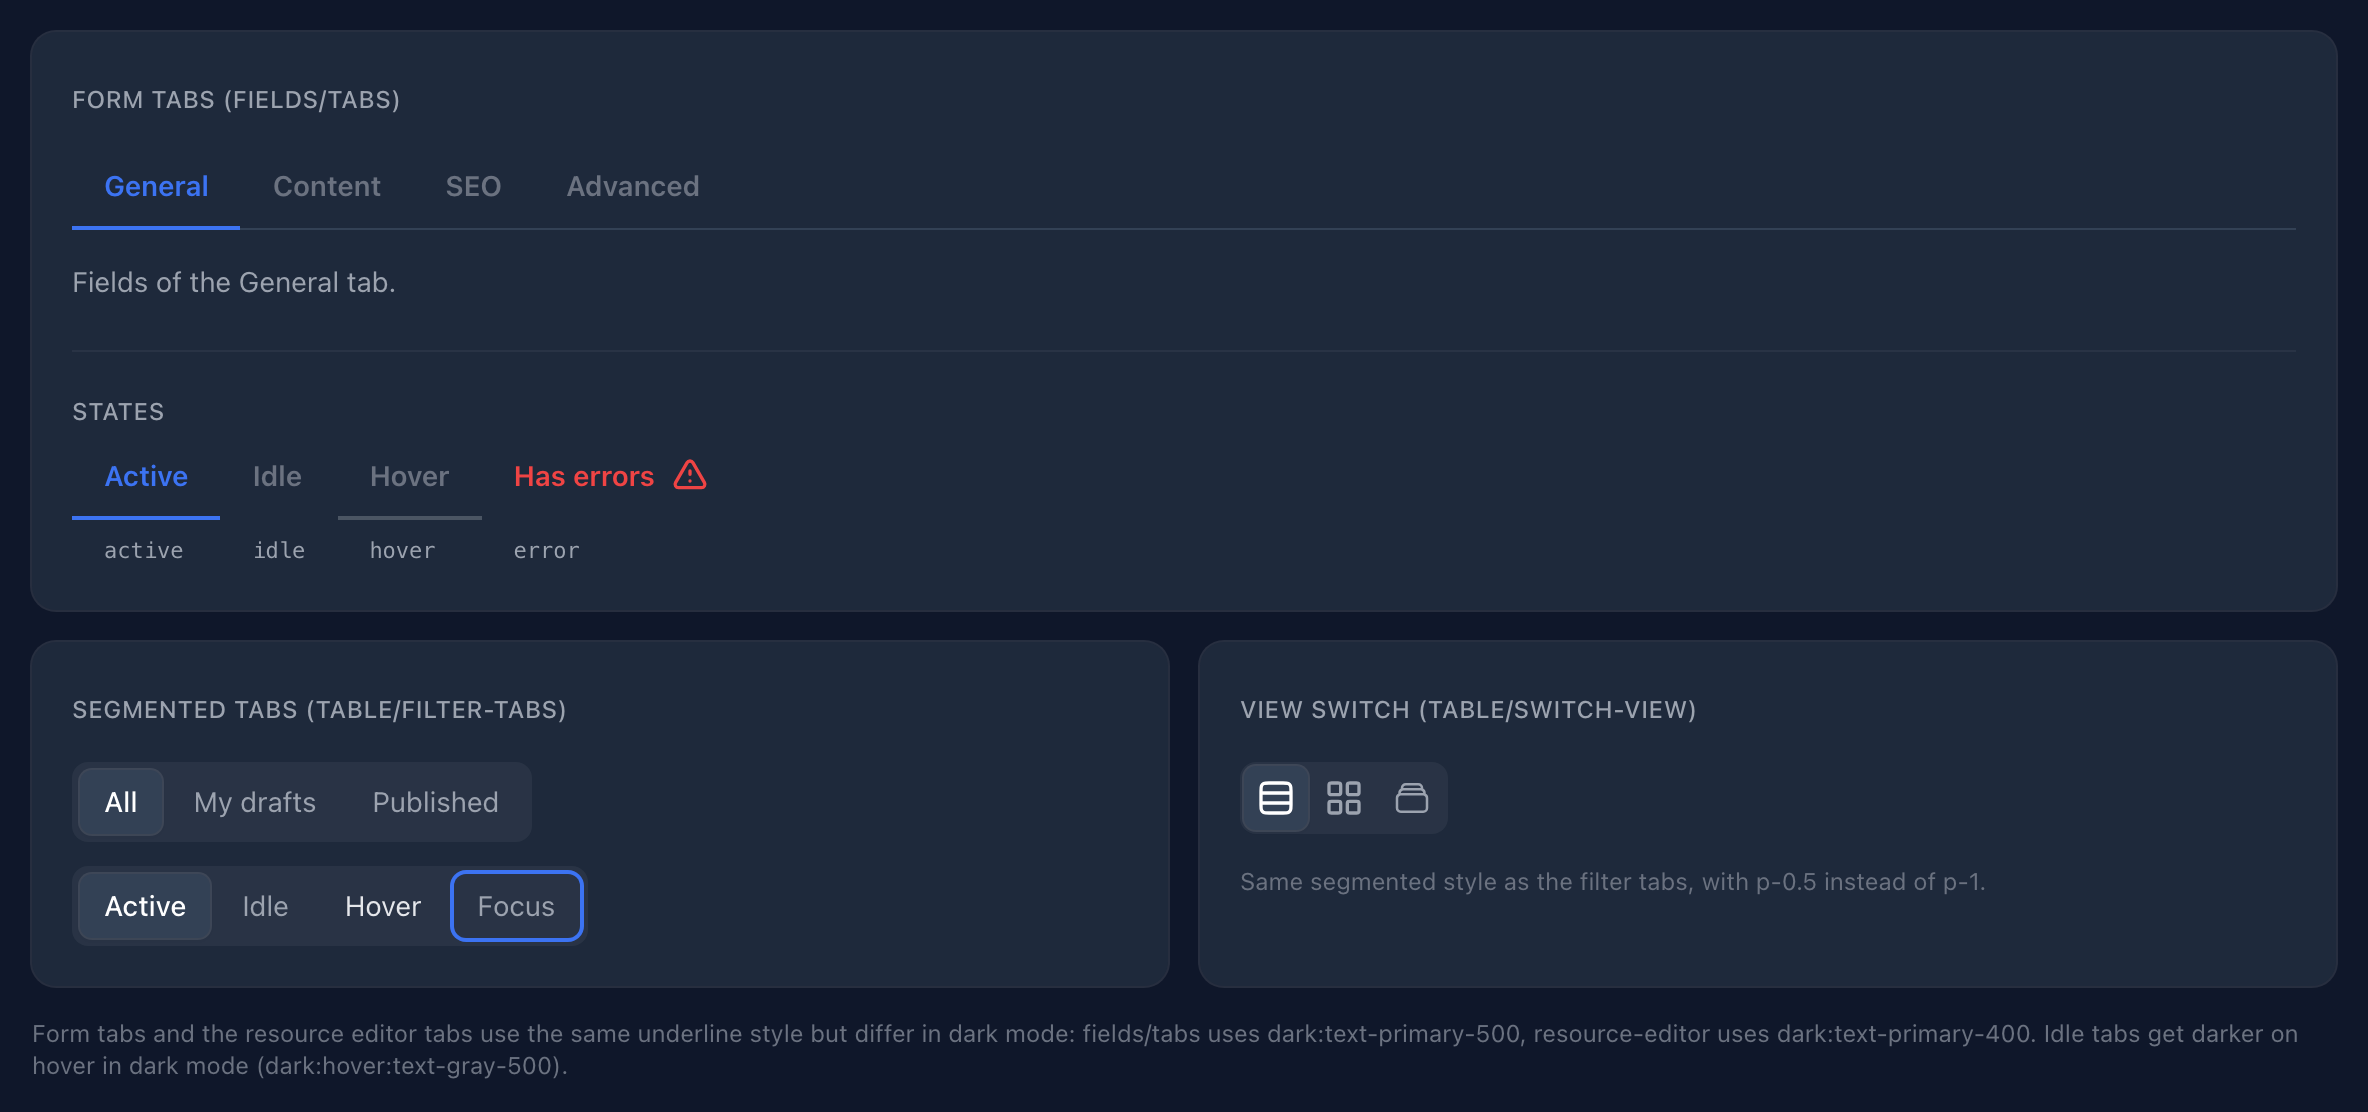 FORM TABS (FIELDS/TABS)
General Content SEO Advanced
Fields of the General tab.
STATES
Active Idle Hover Has errors
active idle hover error
SEGMENTED TABS (TABLE/FILTER-TABS)
All My drafts Published
Active Idle Hover Focus
VIEW SWITCH (TABLE/SWITCH-VIEW)
Same segmented style as the filter tabs, with p-0.5 instead of p-1.
Form tabs and the resource editor tabs use the same underline style but differ in dark mode: fields/tabs uses dark:text-primary-500, resource-editor uses dark:text-primary-400. Idle tabs get darker on
hover in dark mode (dark:hover:text-gray-500).